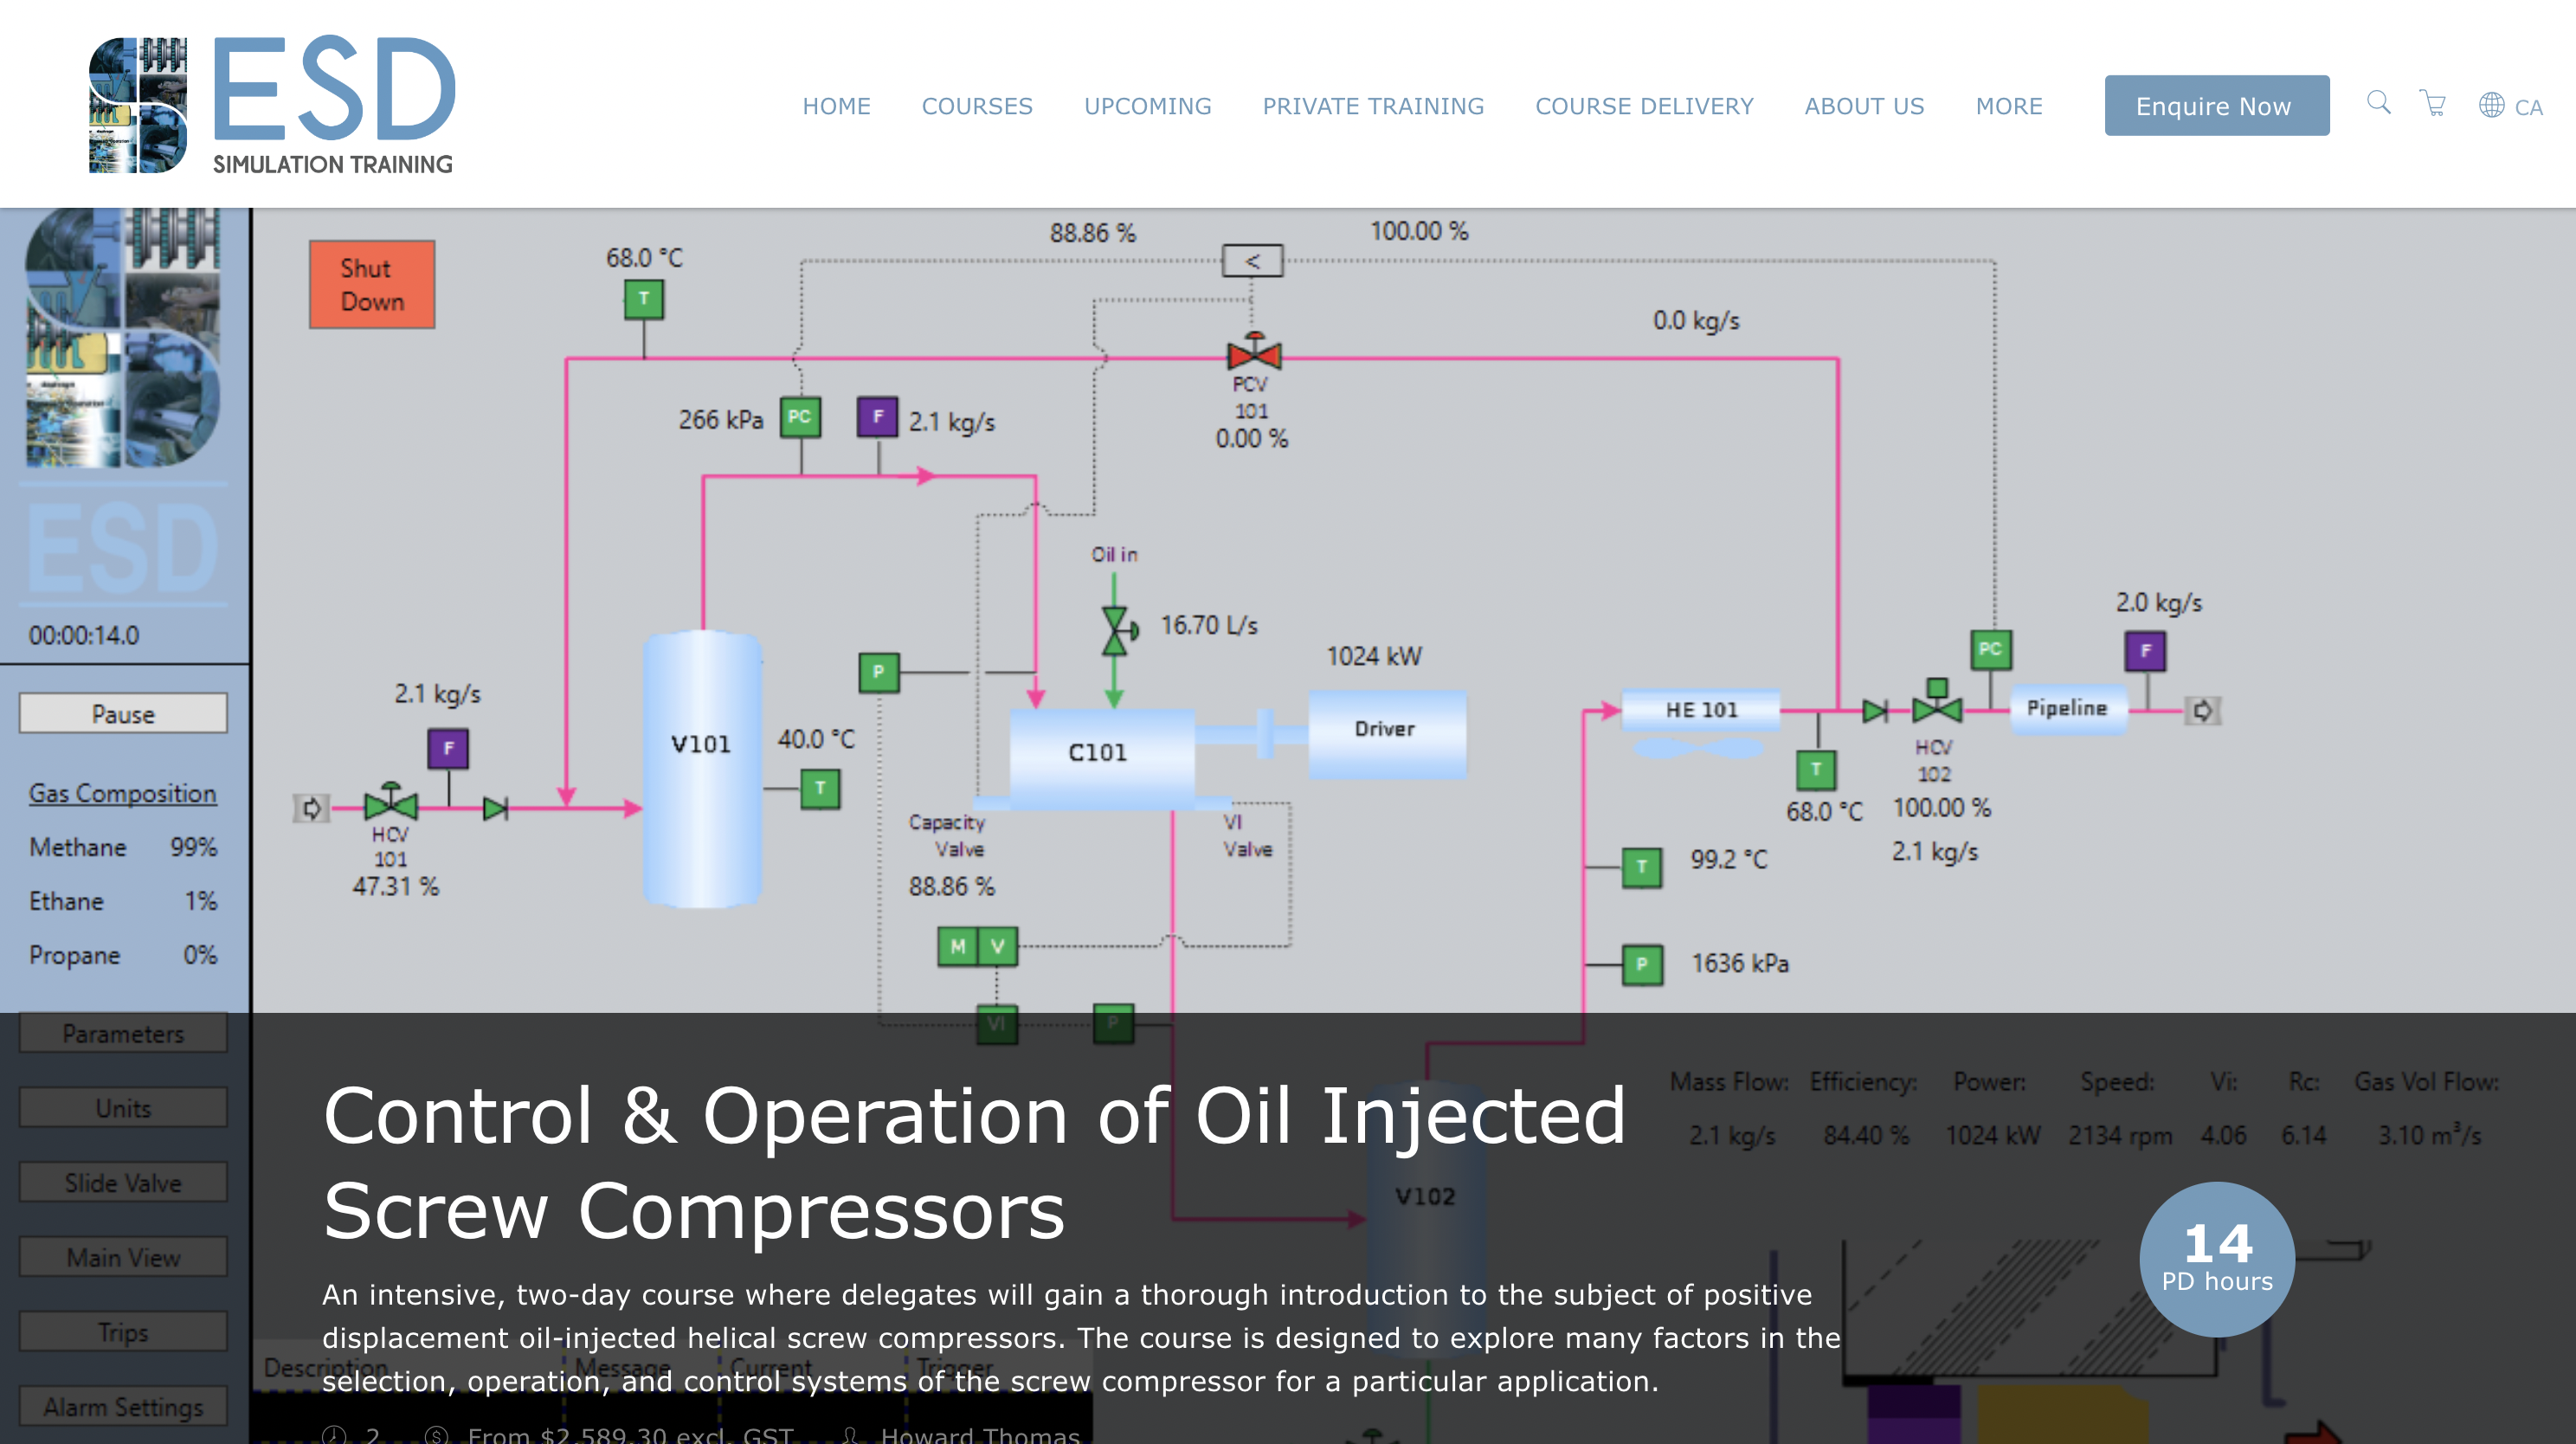 ESD
SIMULATION TRAINING
HOME COURSES UPCOMING PRIVATE TRAINING COURSE DELIVERY ABOUT US MORE Enquire Now CA
Shut
Down
88.86 % 100.00 %
<
68.0 °C
T
0.0 kg/s
PCV
101
0.00 %
266 kPa PC F 2.1 kg/s
ESD
00:00:14.0
Pause
Gas Composition
Methane 99%
Ethane 1%
Propane 0%
Parameters
Units
Slide Valve
Main View
Trips
Alarm Settings
Oil in
16.70 L/s
1024 kW
Driver
2.1 kg/s
F
HCV
101
47.31 %
V101
40.0 °C
T
P
C101
Capacity
Valve
88.86 %
VI
Valve
M V
VI P
HE 101
T
68.0 °C
HCV
102
100.00 %
2.1 kg/s
PC
Pipeline
2.0 kg/s
F
T 99.2 °C
P 1636 kPa
V102
Mass Flow: Efficiency: Power: Speed: Vi: Rc: Gas Vol Flow:
2.1 kg/s 84.40 % 1024 kW 2134 rpm 4.06 6.14 3.10 m³/s
Control & Operation of Oil Injected
Screw Compressors
14
PD hours
An intensive, two-day course where delegates will gain a thorough introduction to the subject of positive
displacement oil-injected helical screw compressors. The course is designed to explore many factors in the
selection, operation, and control systems of the screw compressor for a particular application.
Description Message Current Trigger
2 From $2,589.30 excl. GST Howard Thomas